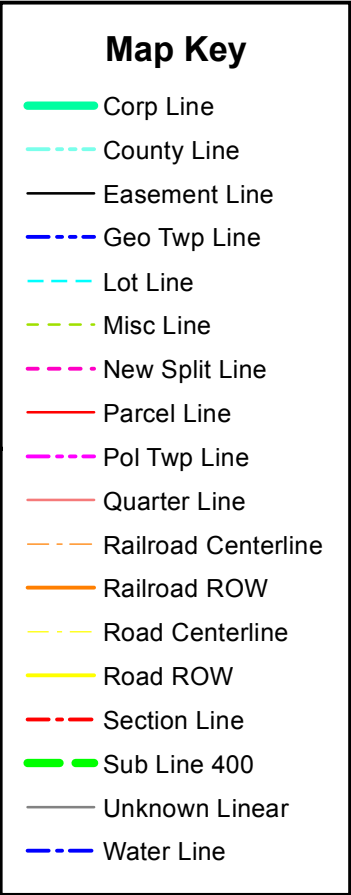 Map Key
Corp Line
County Line
Easement Line
Geo Twp Line
Lot Line
Misc Line
New Split Line
Parcel Line
Pol Twp Line
Quarter Line
Railroad Centerline
Railroad ROW
Road Centerline
Road ROW
Section Line
Sub Line 400
Unknown Linear
Water Line